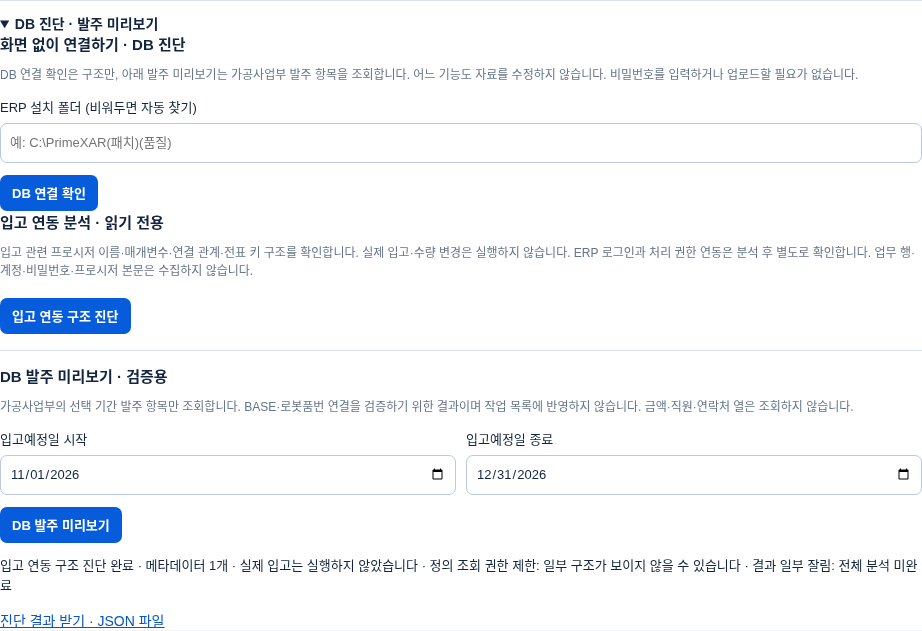 ▼ DB 진단 · 발주 미리보기
화면 없이 연결하기 · DB 진단
DB 연결 확인은 구조만, 아래 발주 미리보기는 가공사업부 발주 항목을 조회합니다. 어느 기능도 자료를 수정하지 않습니다. 비밀번호를 입력하거나 업로드할 필요가 없습니다.
ERP 설치 폴더 (비워두면 자동 찾기)
예: C:\PrimeXAR(패치)(품질)
DB 연결 확인
입고 연동 분석 · 읽기 전용
입고 관련 프로시저 이름·매개변수·연결 관계·전표 키 구조를 확인합니다. 실제 입고·수량 변경은 실행하지 않습니다. ERP 로그인과 처리 권한 연동은 분석 후 별도로 확인합니다. 업무 행·
계정·비밀번호·프로시저 본문은 수집하지 않습니다.
입고 연동 구조 진단
DB 발주 미리보기 · 검증용
가공사업부의 선택 기간 발주 항목만 조회합니다. BASE·로봇품번 연결을 검증하기 위한 결과이며 작업 목록에 반영하지 않습니다. 금액·직원·연락처 열은 조회하지 않습니다.
입고예정일 시작
입고예정일 종료
11/01/2026
12/31/2026
DB 발주 미리보기
입고 연동 구조 진단 완료 · 메타데이터 1개 · 실제 입고는 실행하지 않았습니다 · 정의 조회 권한 제한: 일부 구조가 보이지 않을 수 있습니다 · 결과 일부 잘림: 전체 분석 미완
료
진단 결과 받기 · JSON 파일